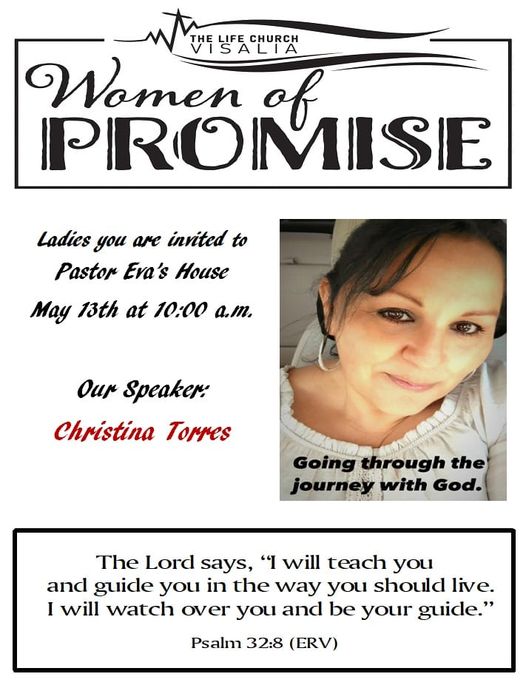 THE LIFE CHURCH
VISALIA
Women of
PROMISE
Ladies you are invited to
Pastor Eva's House
May 13th at 10:00 a.m.
Our Speaker:
Christina Torres
Going through the
journey with God.
The Lord says, “I will teach you
and guide you in the way you should live.
I will watch over you and be your guide.”
Psalm 32:8 (ERV)